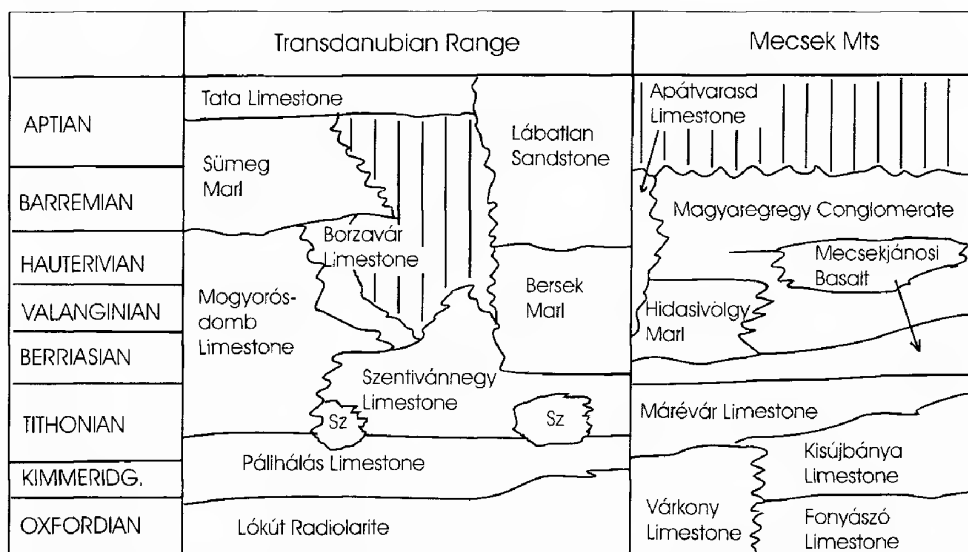 Transdanubian Range
Mecsek Mts
APTIAN
BARREMIAN
HAUTERIVIAN
VALANGINIAN
BERRIASIAN
TITHONIAN
KIMMERIDG.
OXFORDIAN
Tata Limestone
Sümeg
Marl
Borzavár
Limestone
Mogyorós-
domb
Limestone
Szentivánnegy
Limestone
Sz
Sz
Pálihálás Limestone
Lókút Radiolarite
Lábatlan
Sandstone
Bersek
Marl
Apátvarasd
Limestone
Magyaregregy Conglomerate
Mecsekjánosi
Basalt
Hidasivölgy
Marl
Márévár Limestone
Kisújbánya
Limestone
Várkony
Limestone
Fonyászó
Limestone